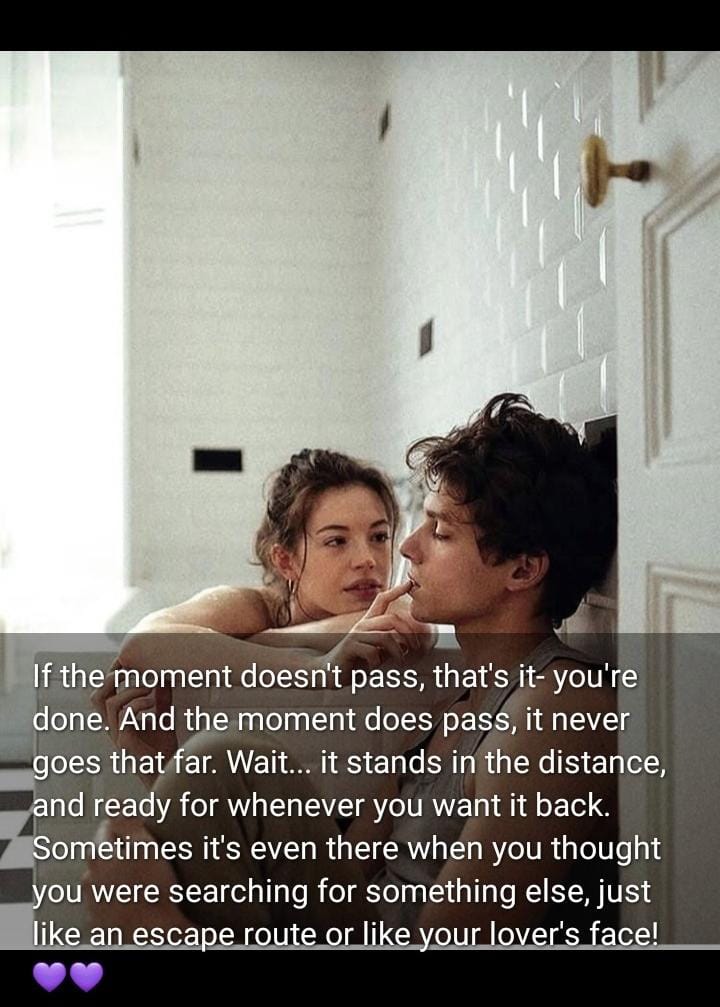 If the moment doesn't pass, that's it- you're
done. And the moment does pass, it never
goes that far. Wait... it stands in the distance,
and ready for whenever you want it back.
Sometimes it's even there when you thought
you were searching for something else, just
like an escape route or like your lover's face!
💜💜